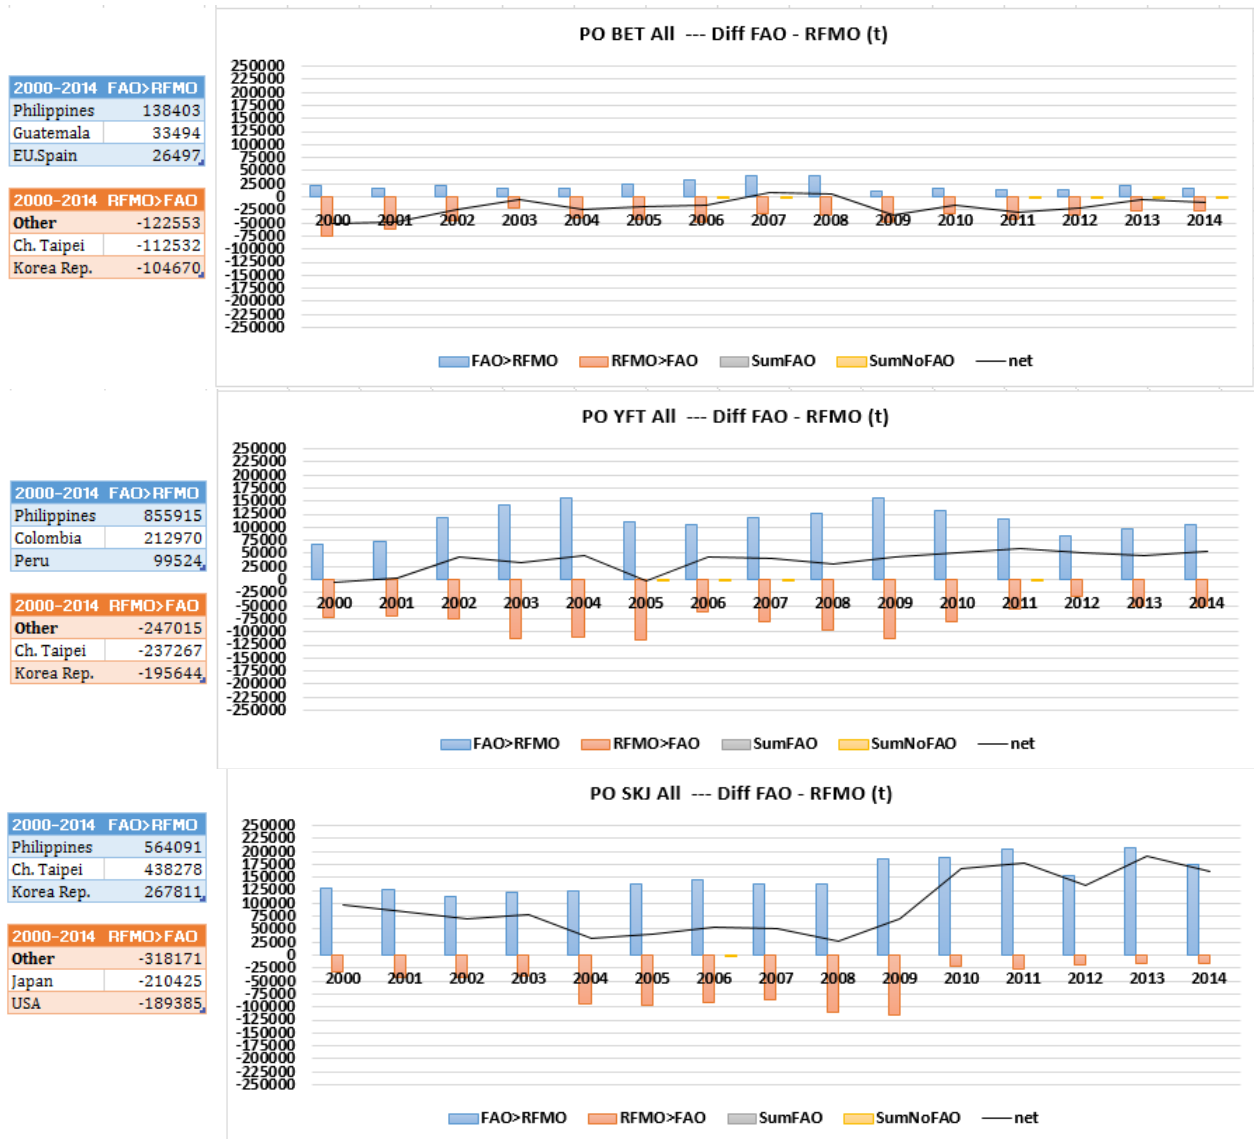 PO BET All --- Diff FAO - RFMO (t)
2000-2014 FAO>RFMO
Philippines 138403
Guatemala 33494
EU.Spain 26497
2000-2014 RFMO>FAO
Other -122553
Ch. Taipei -112532
Korea Rep. -104670
250000
225000
200000
175000
150000
125000
100000
75000
50000
25000
0
-25000
-50000
-75000
-100000
-125000
-150000
-175000
-200000
-225000
-250000
2000 2001 2002 2003 2004 2005 2006 2007 2008 2009 2010 2011 2012 2013 2014
FAO>RFMO RFMO>FAO SumFAO SumNoFAO net
PO YFT All --- Diff FAO - RFMO (t)
2000-2014 FAO>RFMO
Philippines 855915
Colombia 212970
Peru 99524
2000-2014 RFMO>FAO
Other -247015
Ch. Taipei -237267
Korea Rep. -195644
250000
225000
200000
175000
150000
125000
100000
75000
50000
25000
0
-25000
-50000
-75000
-100000
-125000
-150000
-175000
-200000
-225000
-250000
2000 2001 2002 2003 2004 2005 2006 2007 2008 2009 2010 2011 2012 2013 2014
FAO>RFMO RFMO>FAO SumFAO SumNoFAO net
PO SKJ All --- Diff FAO - RFMO (t)
2000-2014 FAO>RFMO
Philippines 564091
Ch. Taipei 438278
Korea Rep. 267811
2000-2014 RFMO>FAO
Other -318171
Japan -210425
USA -189385
250000
225000
200000
175000
150000
125000
100000
75000
50000
25000
0
-25000
-50000
-75000
-100000
-125000
-150000
-175000
-200000
-225000
-250000
2000 2001 2002 2003 2004 2005 2006 2007 2008 2009 2010 2011 2012 2013 2014
FAO>RFMO RFMO>FAO SumFAO SumNoFAO net